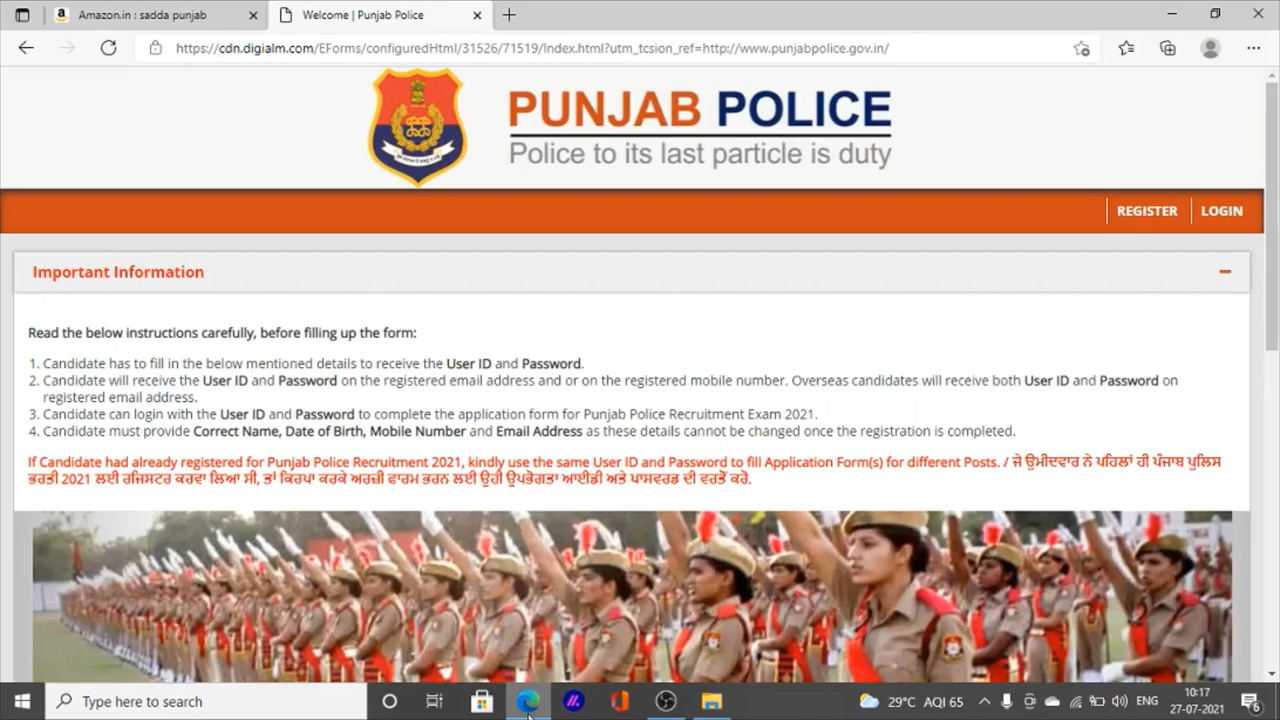 Amazon.in : sadda punjab
Welcome | Punjab Police
https://cdn.digialm.com/EForms/configuredHtml/31526/71519/Index.html?utm_tcsion_ref=http://www.punjabpolice.gov.in/
PUNJAB POLICE
Police to its last particle is duty
REGISTER LOGIN
Important Information
Read the below instructions carefully, before filling up the form:
1. Candidate has to fill in the below mentioned details to receive the User ID and Password.
2. Candidate will receive the User ID and Password on the registered email address and or on the registered mobile number. Overseas candidates will receive both User ID and Password on
registered email address.
3. Candidate can login with the User ID and Password to complete the application form for Punjab Police Recruitment Exam 2021.
4. Candidate must provide Correct Name, Date of Birth, Mobile Number and Email Address as these details cannot be changed once the registration is completed.
If Candidate had already registered for Punjab Police Recruitment 2021, kindly use the same User ID and Password to fill Application Form(s) for different Posts. / ਜੇ ਉਮੀਦਵਾਰ ਨੇ ਪਹਿਲਾਂ ਹੀ ਪੰਜਾਬ ਪੁਲਿਸ
ਭਰਤੀ 2021 ਲਈ ਰਜਿਸਟਰ ਕਰਵਾ ਲਿਆ ਸੀ, ਤਾਂ ਕਿਰਪਾ ਕਰਕੇ ਅਰਜ਼ੀ ਫਾਰਮ ਭਰਨ ਲਈ ਉਹੀ ਉਪਭੋਗਤਾ ਆਈਡੀ ਅਤੇ ਪਾਸਵਰਡ ਦੀ ਵਰਤੋਂ ਕਰੋ.
Type here to search
29°C AQI 65
ENG
10:17
27-07-2021
6